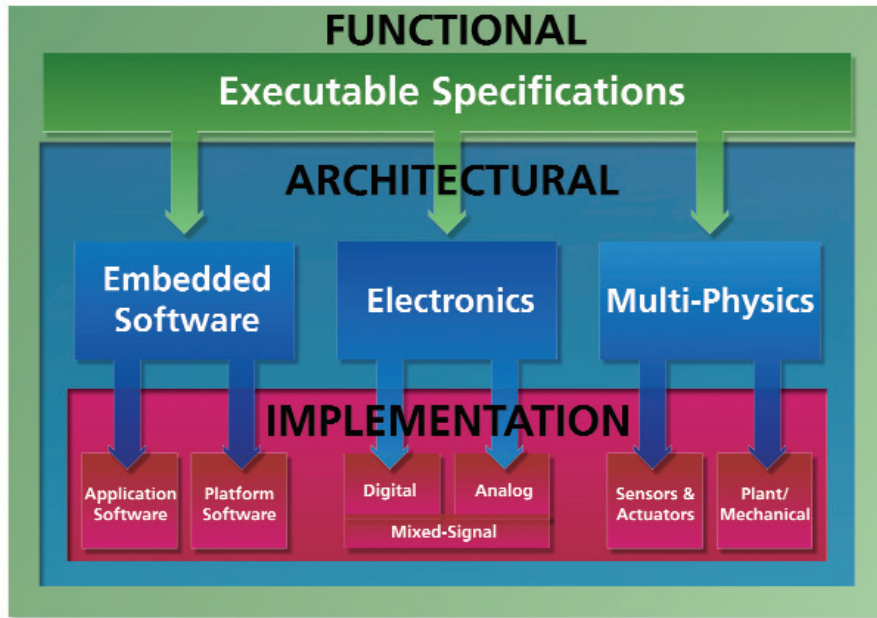 FUNCTIONAL
Executable Specifications
ARCHITECTURAL
Embedded
Software
Electronics
Multi-Physics
IMPLEMENTATION
Application
Software
Platform
Software
Digital
Analog
Mixed-Signal
Sensors &
Actuators
Plant/
Mechanical